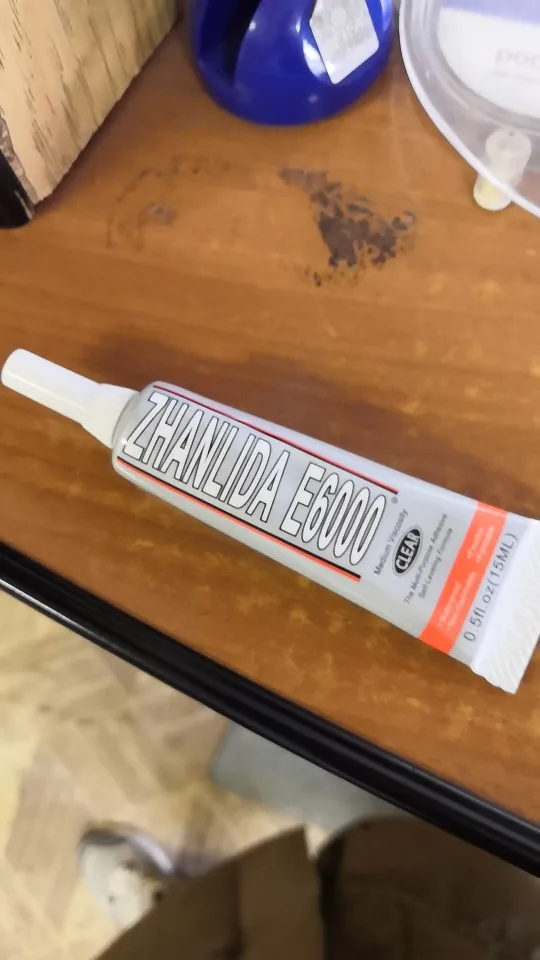 ZHANLIDA E6000
®
Medium Viscosity
CLEAR
The Multi-Purpose Adhesive
Self-Leveling Formula
0.5fl.oz(15ML)